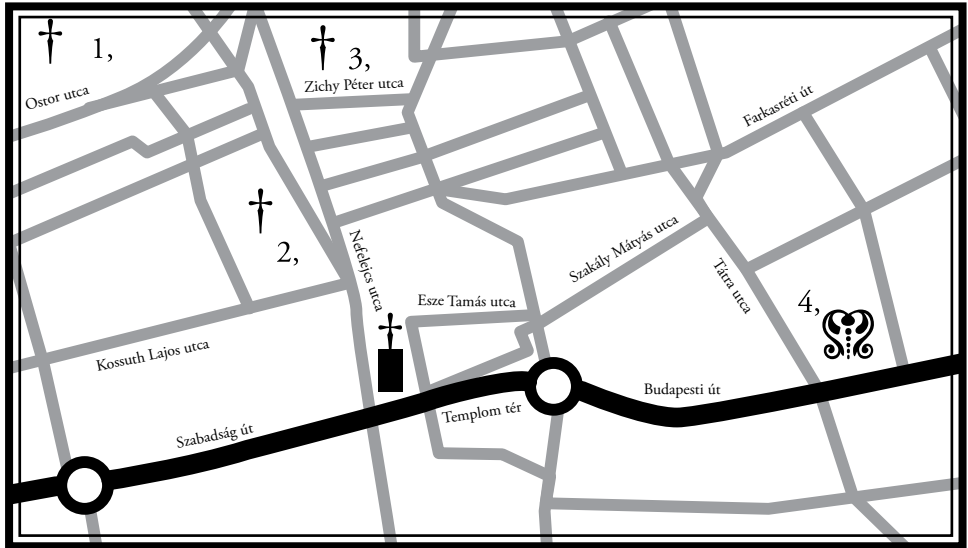 1,
3,
Zichy Péter utca
Ostor utca
Farkasréti út
2,
Nefelejcs utca
Szakály Mátyás utca
Tátra utca
Esze Tamás utca
4,
Kossuth Lajos utca
Budapesti út
Templom tér
Szabadság út